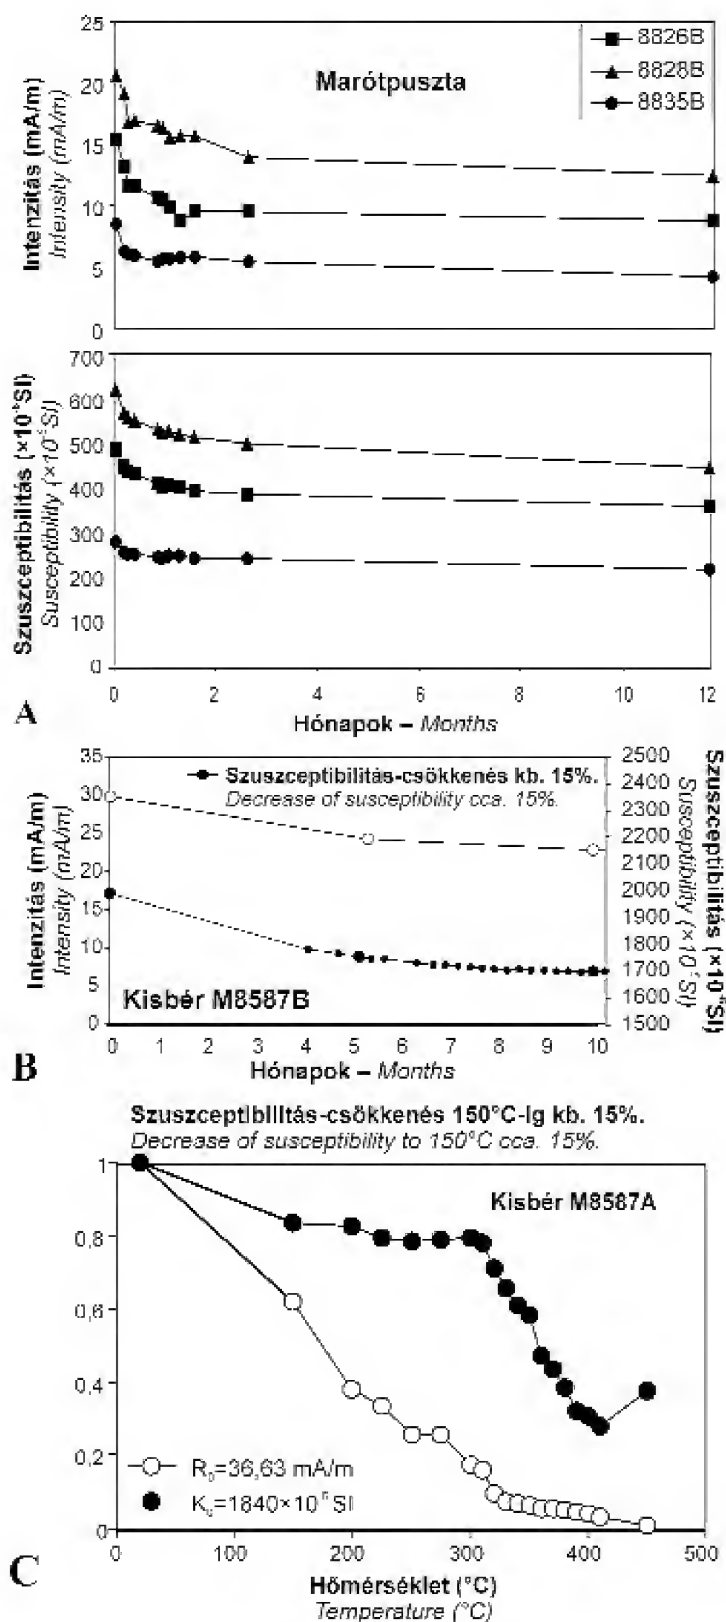 25
20
15
10
5
0
Intenzitás (mA/m)
Intensity (mA/m)
Marótpuszta
8826B
8828B
8835B
700
600
500
400
300
200
100
0
Szuszceptibilitás (×10⁻⁶SI)
Susceptibility (×10⁻⁶SI)
0 2 4 6 8 10 12
A
Hónapok – Months
35
30
25
20
15
10
5
0
Intenzitás (mA/m)
Intensity (mA/m)
Szuszceptibilitás-csökkenés kb. 15%.
Decrease of susceptibility cca. 15%.
2500
2400
2300
2200
2100
2000
1900
1800
1700
1600
1500
Susceptibility (×10⁻⁶SI)
Szuszceptibilitás (×10⁻⁶SI)
Kisbér M8587B
0 1 2 3 4 5 6 7 8 9 10
B
Hónapok – Months
Szuszceptibilitás-csökkenés 150°C-ig kb. 15%.
Decrease of susceptibility to 150°C cca. 15%.
1
0,8
0,6
0,4
0,2
0
Kisbér M8587A
R₀=36,63 mA/m
K₀=1840×10⁻⁶ SI
0 100 200 300 400 500
C
Hőmérséklet (°C)
Temperature (°C)